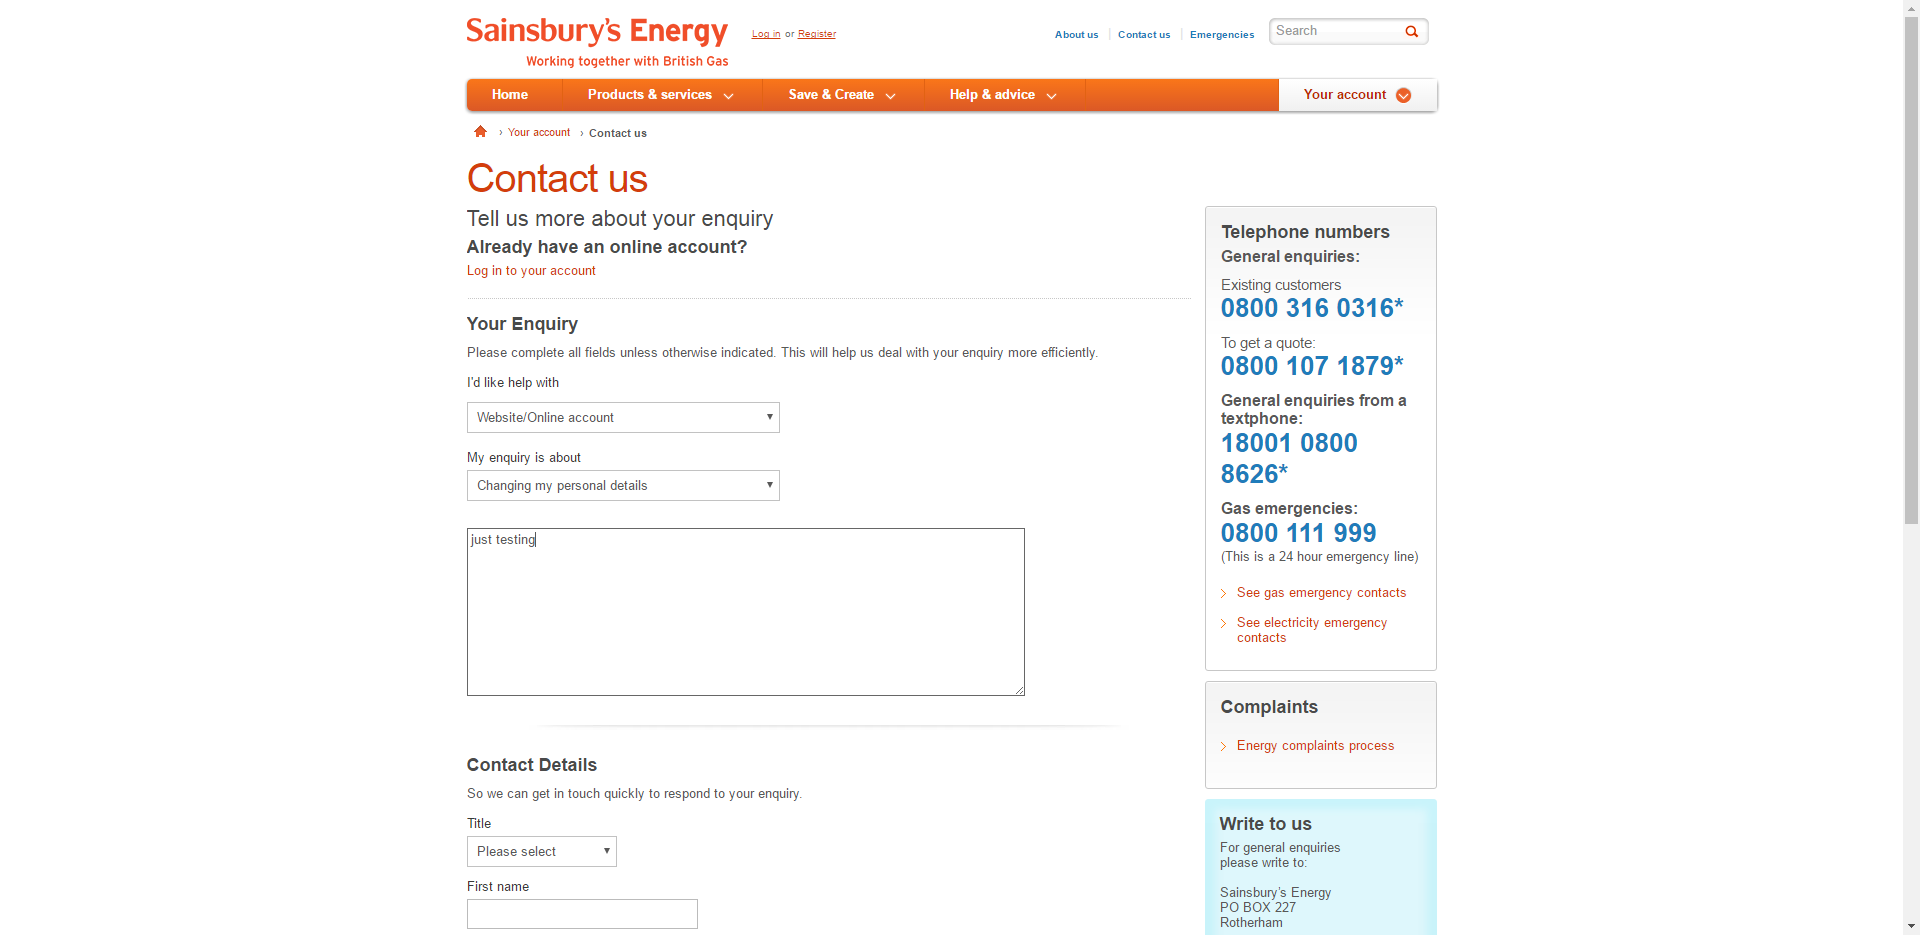 Sainsbury's Energy
Working together with British Gas
Log in or Register
About us
Contact us
Emergencies
Search
Home
Products & services
Save & Create
Help & advice
Your account
› Your account › Contact us
Contact us
Tell us more about your enquiry
Already have an online account?
Log in to your account
Your Enquiry
Please complete all fields unless otherwise indicated. This will help us deal with your enquiry more efficiently.
I'd like help with
Website/Online account
My enquiry is about
Changing my personal details
just testing
Contact Details
So we can get in touch quickly to respond to your enquiry.
Title
Please select
First name
Telephone numbers
General enquiries:
Existing customers
0800 316 0316*
To get a quote:
0800 107 1879*
General enquiries from a
textphone:
18001 0800
8626*
Gas emergencies:
0800 111 999
(This is a 24 hour emergency line)
See gas emergency contacts
See electricity emergency
contacts
Complaints
Energy complaints process
Write to us
For general enquiries
please write to:
Sainsbury's Energy
PO BOX 227
Rotherham